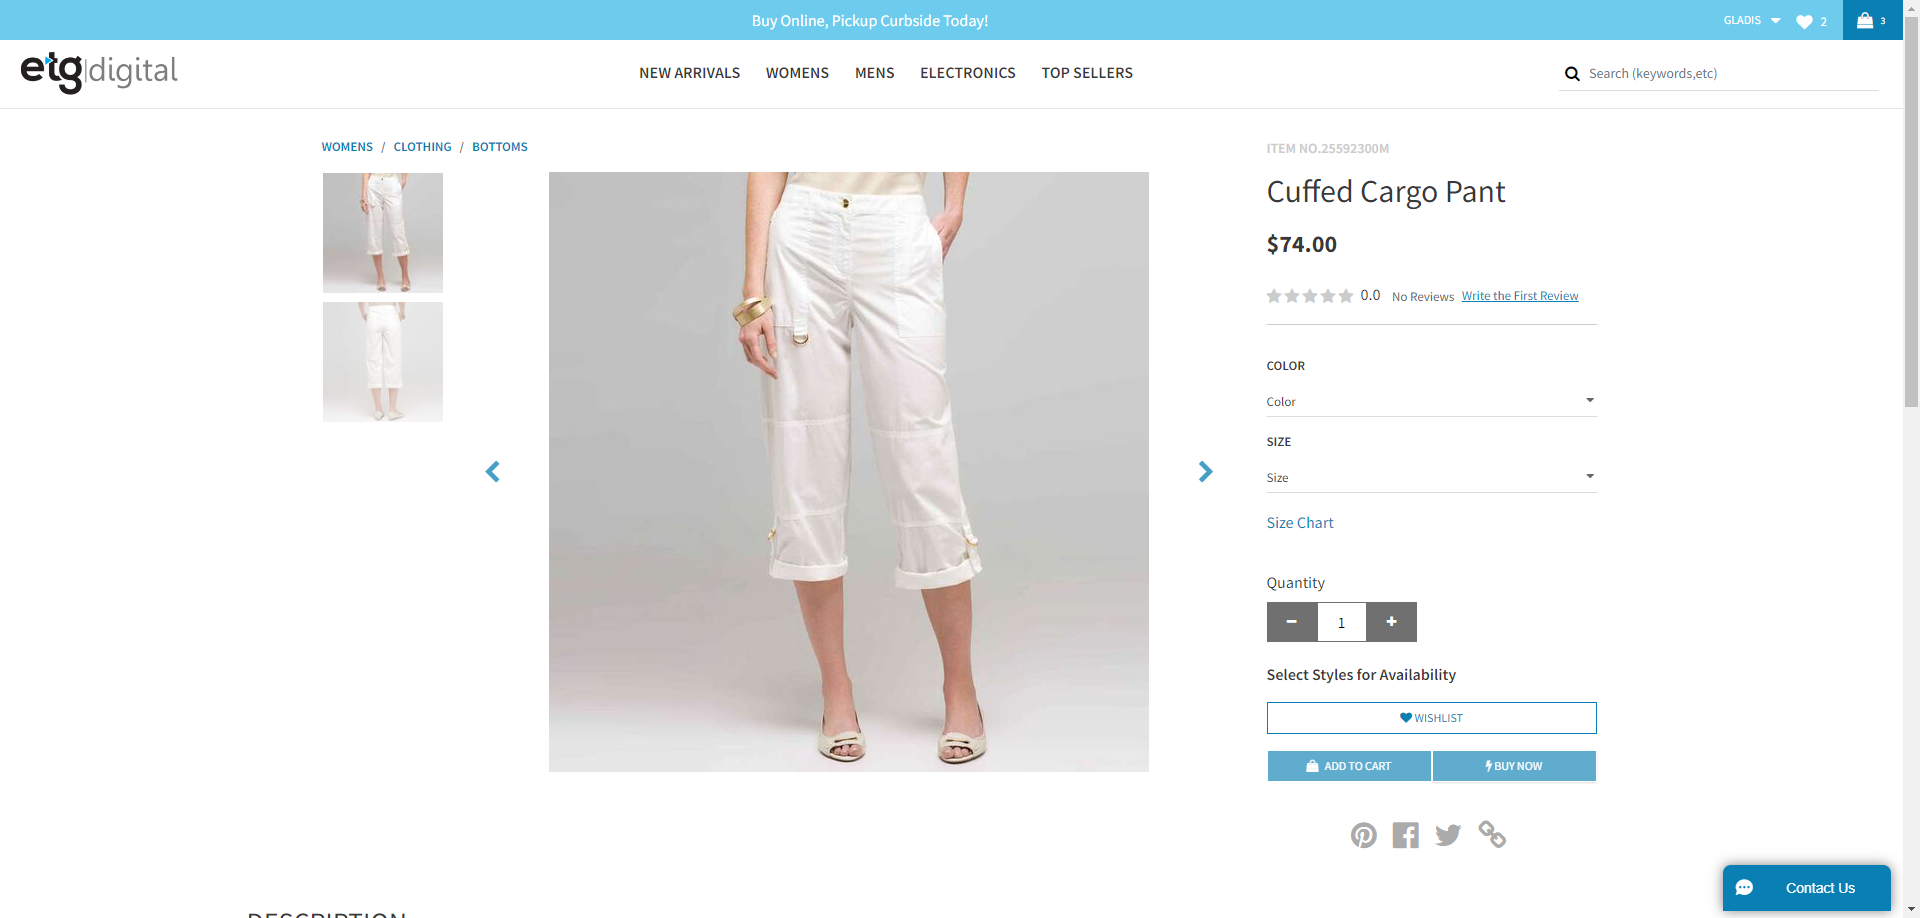 Buy Online, Pickup Curbside Today!
GLADIS
2
3
etg|digital
NEW ARRIVALS
WOMENS
MENS
ELECTRONICS
TOP SELLERS
Search (keywords,etc)
WOMENS / CLOTHING / BOTTOMS
ITEM NO.25592300M
Cuffed Cargo Pant
$74.00
0.0 No Reviews Write the First Review
COLOR
Color
SIZE
Size
Size Chart
Quantity
1
Select Styles for Availability
WISHLIST
ADD TO CART
BUY NOW
Contact Us
DESCRIPTION